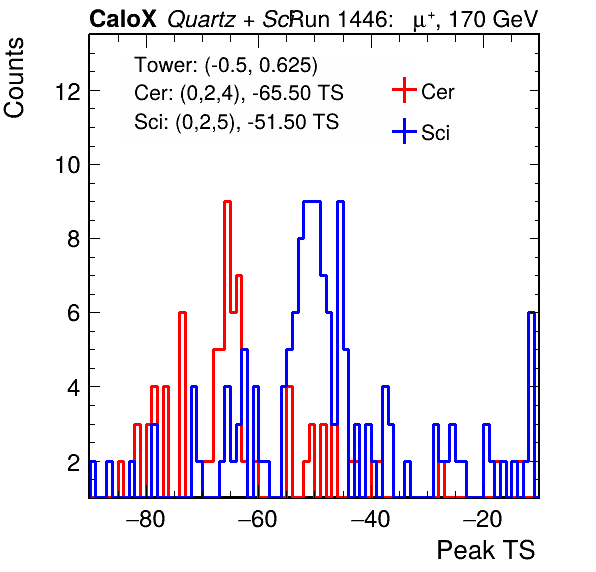 CaloX Quartz + Sci Run 1446: μ⁺, 170 GeV
Tower: (-0.5, 0.625)
Cer: (0,2,4), -65.50 TS
Sci: (0,2,5), -51.50 TS
Cer
Sci
Counts
12
10
8
6
4
2
−80 −60 −40 −20
Peak TS